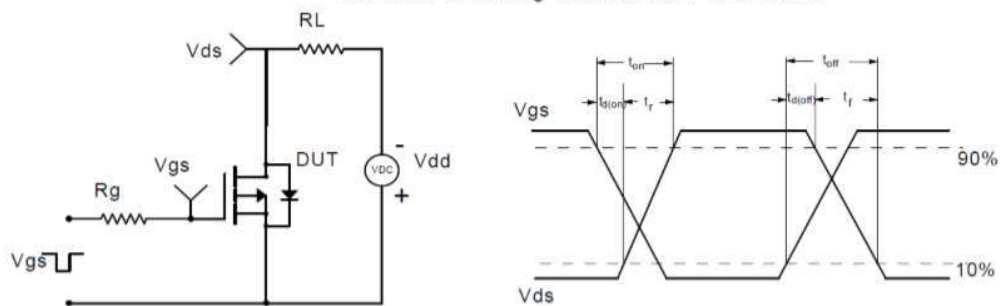 RL
Vds
Vgs
DUT
Rg
VDC
-
+
Vdd
Vgs
ton
toff
td(on)
tr
td(off)
tf
Vgs
90%
10%
Vds